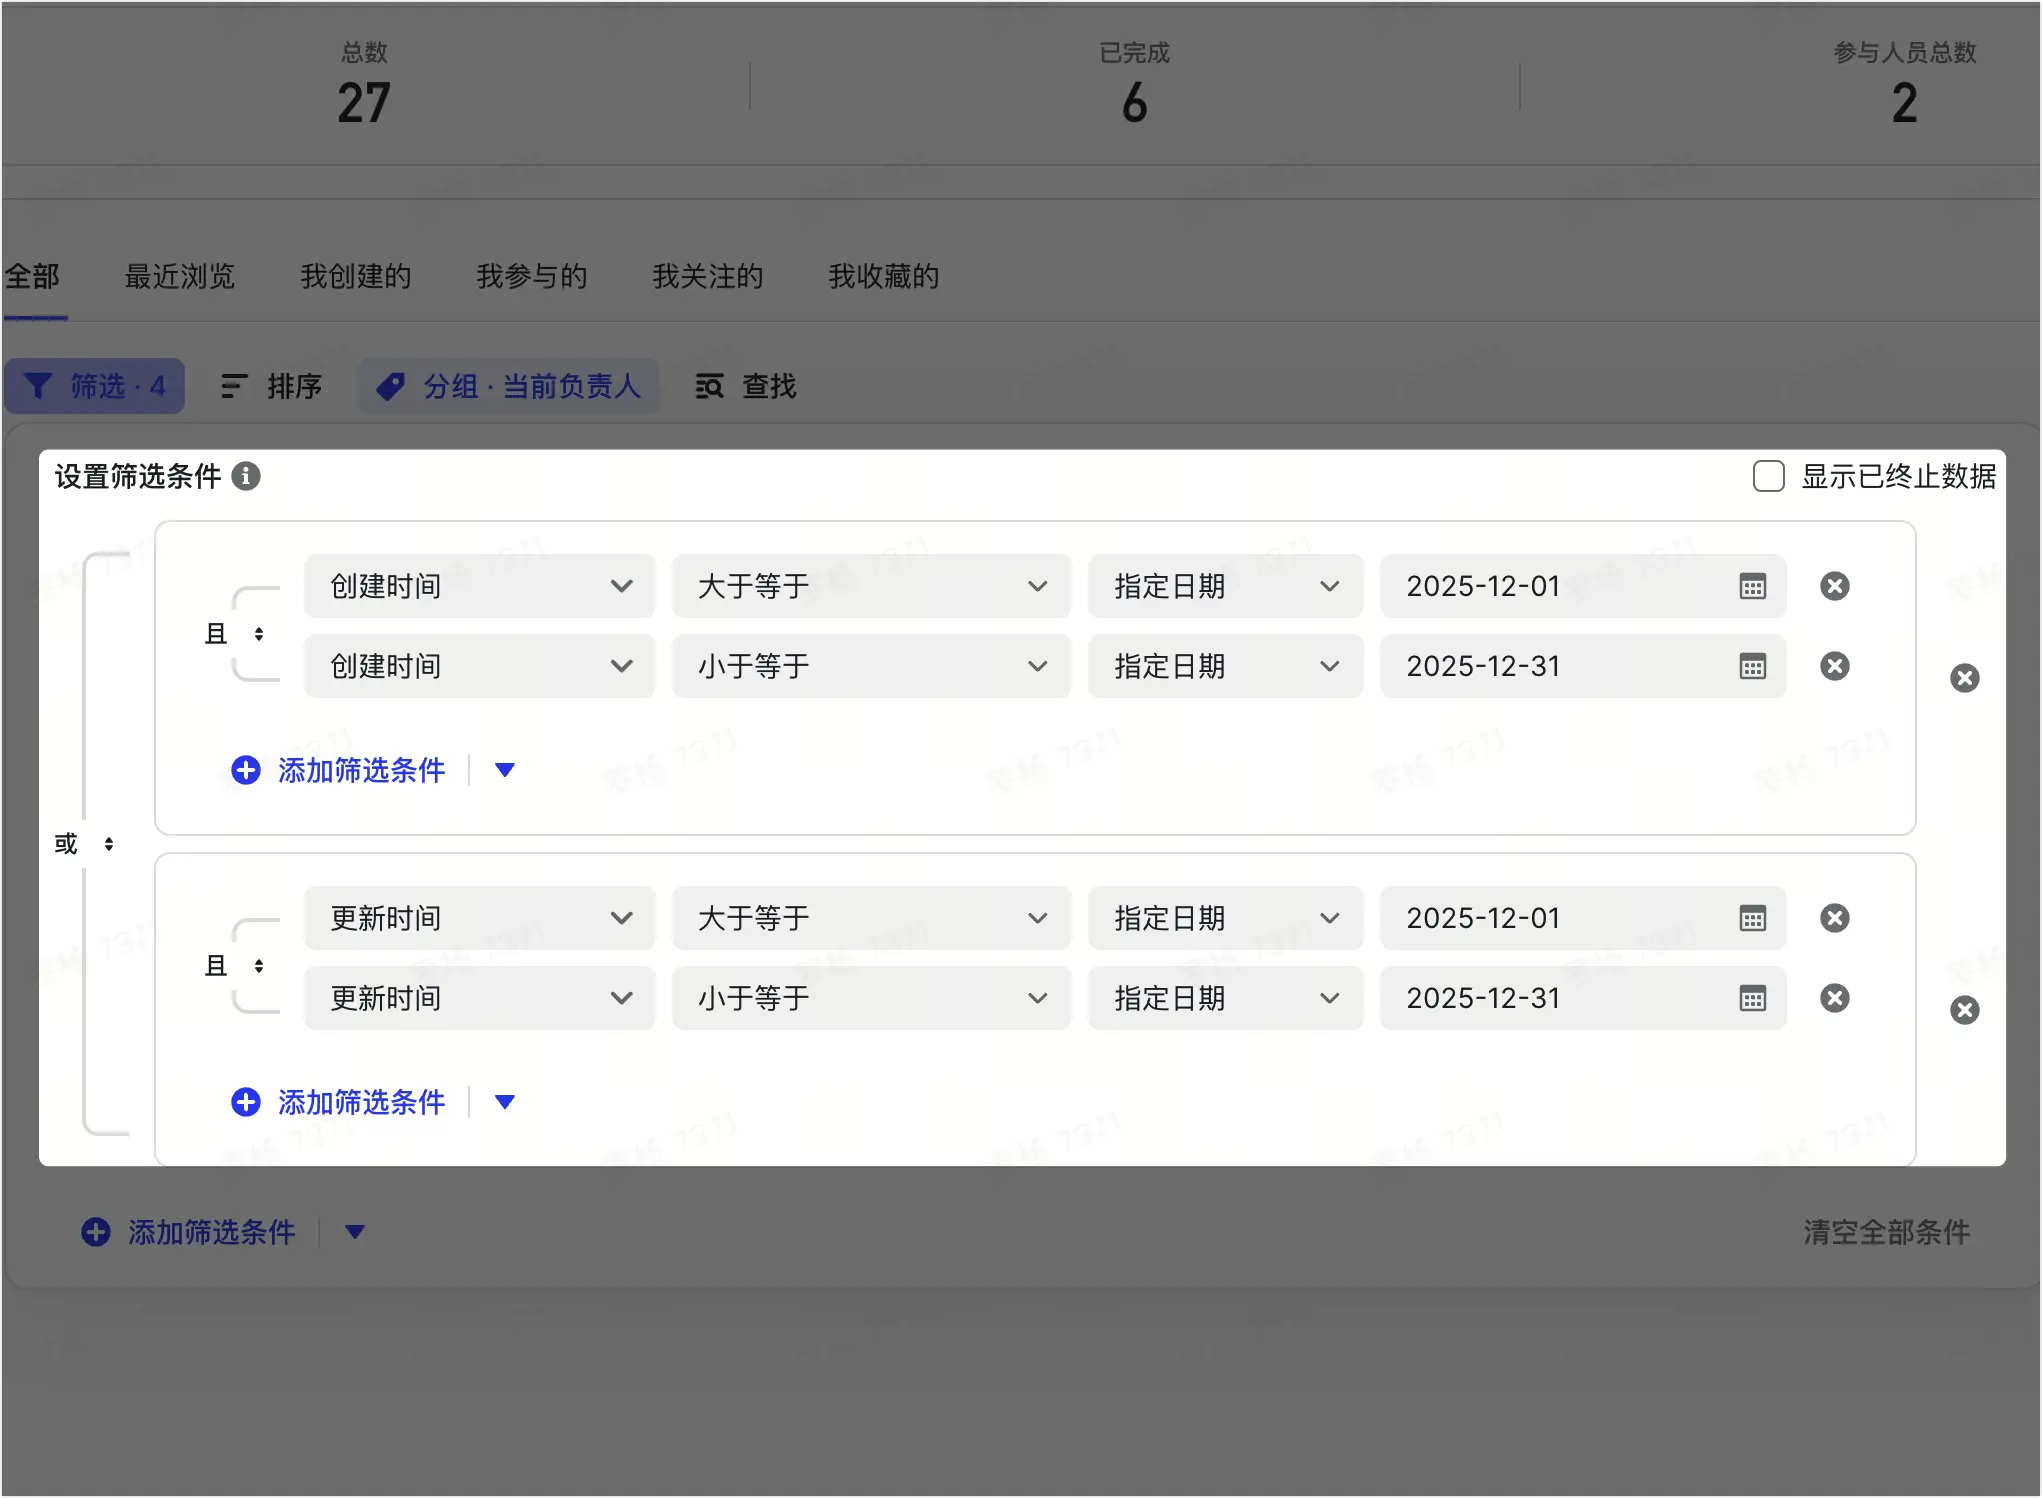 总数
已完成
参与人员总数
27
6
2
全部 最近浏览 我创建的 我参与的 我关注的 我收藏的
筛选 · 4 排序 分组 · 当前负责人 查找
设置筛选条件 显示已终止数据
创建时间 大于等于 指定日期 2025-12-01
且
创建时间 小于等于 指定日期 2025-12-31
添加筛选条件
或
更新时间 大于等于 指定日期 2025-12-01
且
更新时间 小于等于 指定日期 2025-12-31
添加筛选条件
添加筛选条件 清空全部条件